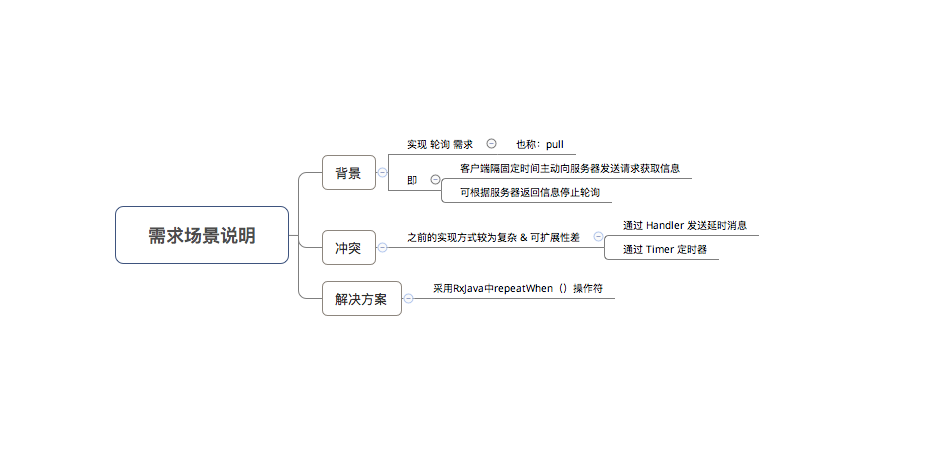 需求场景说明
背景
实现 轮询 需求
也称：pull
即
客户端隔固定时间主动向服务器发送请求获取信息
可根据服务器返回信息停止轮询
冲突
之前的实现方式较为复杂 & 可扩展性差
通过 Handler 发送延时消息
通过 Timer 定时器
解决方案
采用RxJava中repeatWhen（）操作符